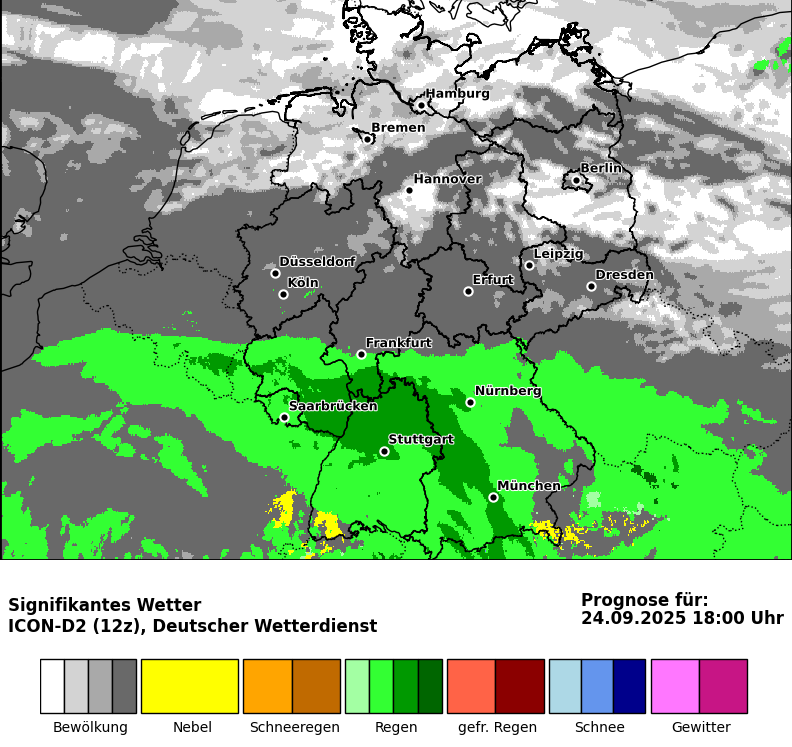 Hamburg
Bremen
Berlin
Hannover
Leipzig
Düsseldorf
Dresden
Köln
Erfurt
Frankfurt
Nürnberg
Saarbrücken
Stuttgart
München
Signifikantes Wetter
ICON-D2 (12z), Deutscher Wetterdienst
Prognose für:
24.09.2025 18:00 Uhr
Bewölkung Nebel Schneeregen Regen gefr. Regen Schnee Gewitter